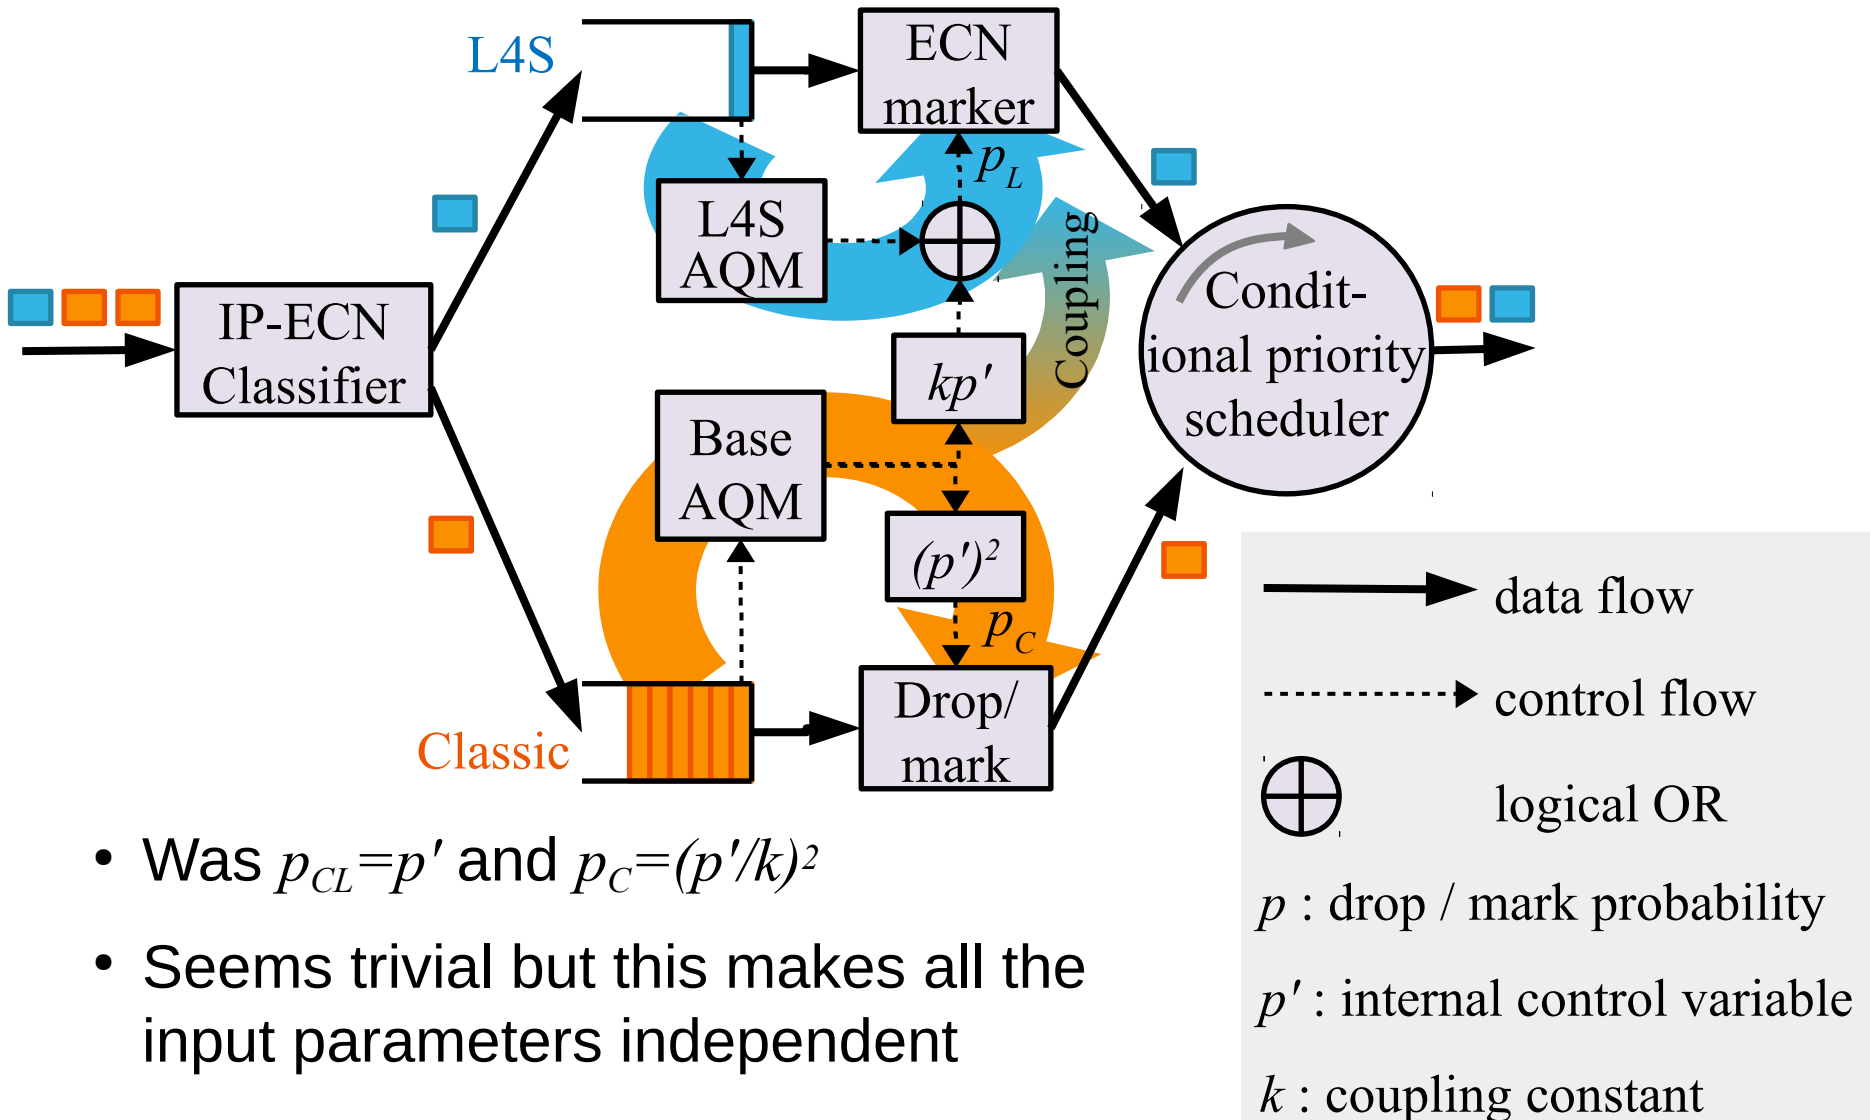 L4S
ECN
marker
p_L
L4S
AQM
Coupling
IP-ECN
Classifier
kp'
Base
AQM
(p')²
p_C
Classic
Drop/
mark
Condit-
ional priority
scheduler
data flow
control flow
logical OR
p : drop / mark probability
p' : internal control variable
k : coupling constant
• Was p_CL=p' and p_C=(p'/k)²
• Seems trivial but this makes all the
input parameters independent